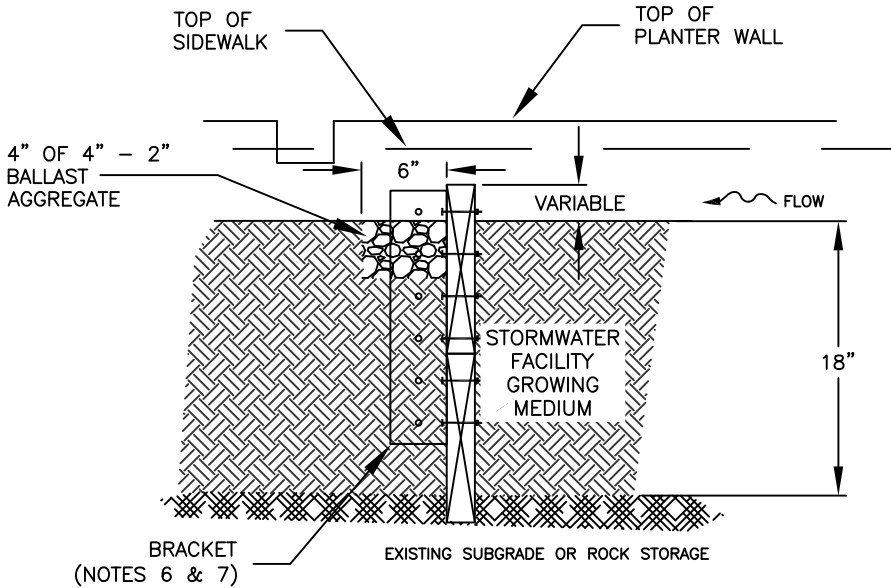 TOP OF
SIDEWALK
TOP OF
PLANTER WALL
4" OF 4" – 2"
BALLAST
AGGREGATE
6"
VARIABLE
FLOW
STORMWATER
FACILITY
GROWING
MEDIUM
18"
BRACKET
(NOTES 6 & 7)
EXISTING SUBGRADE OR ROCK STORAGE